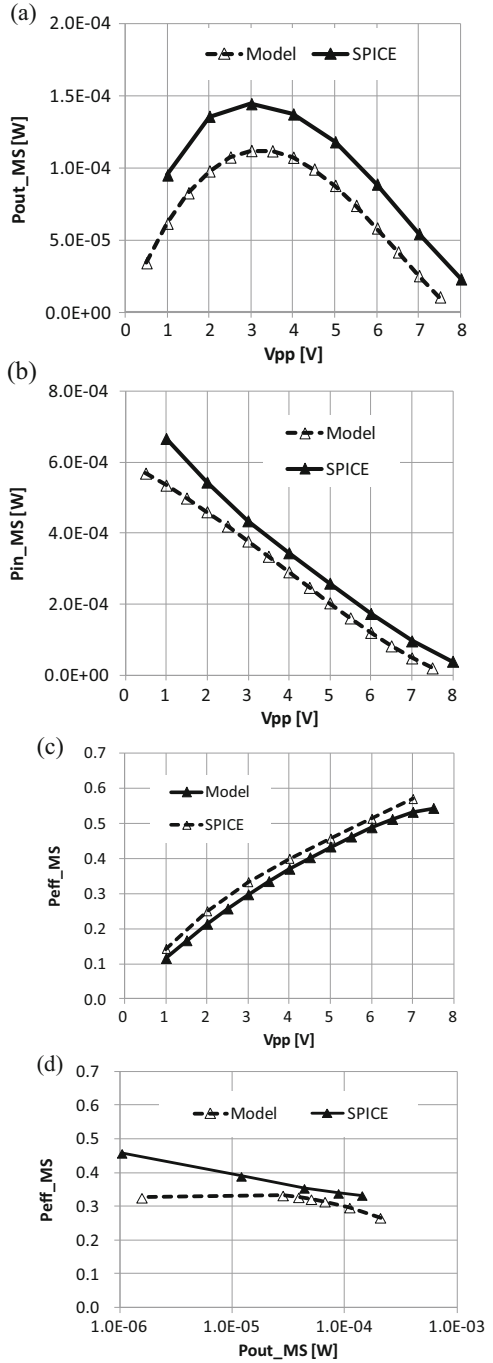 (a)
2.0E-04
1.5E-04
1.0E-04
5.0E-05
0.0E+00
Pout_MS [W]
Model
SPICE
0 1 2 3 4 5 6 7 8
Vpp [V]
(b)
8.0E-04
6.0E-04
4.0E-04
2.0E-04
0.0E+00
Pin_MS [W]
Model
SPICE
0 1 2 3 4 5 6 7 8
Vpp [V]
(c)
0.7
0.6
0.5
0.4
0.3
0.2
0.1
0.0
Peff_MS
Model
SPICE
0 1 2 3 4 5 6 7 8
Vpp [V]
(d)
0.7
0.6
0.5
0.4
0.3
0.2
0.1
0.0
Peff_MS
Model
SPICE
1.0E-06 1.0E-05 1.0E-04 1.0E-03
Pout_MS [W]